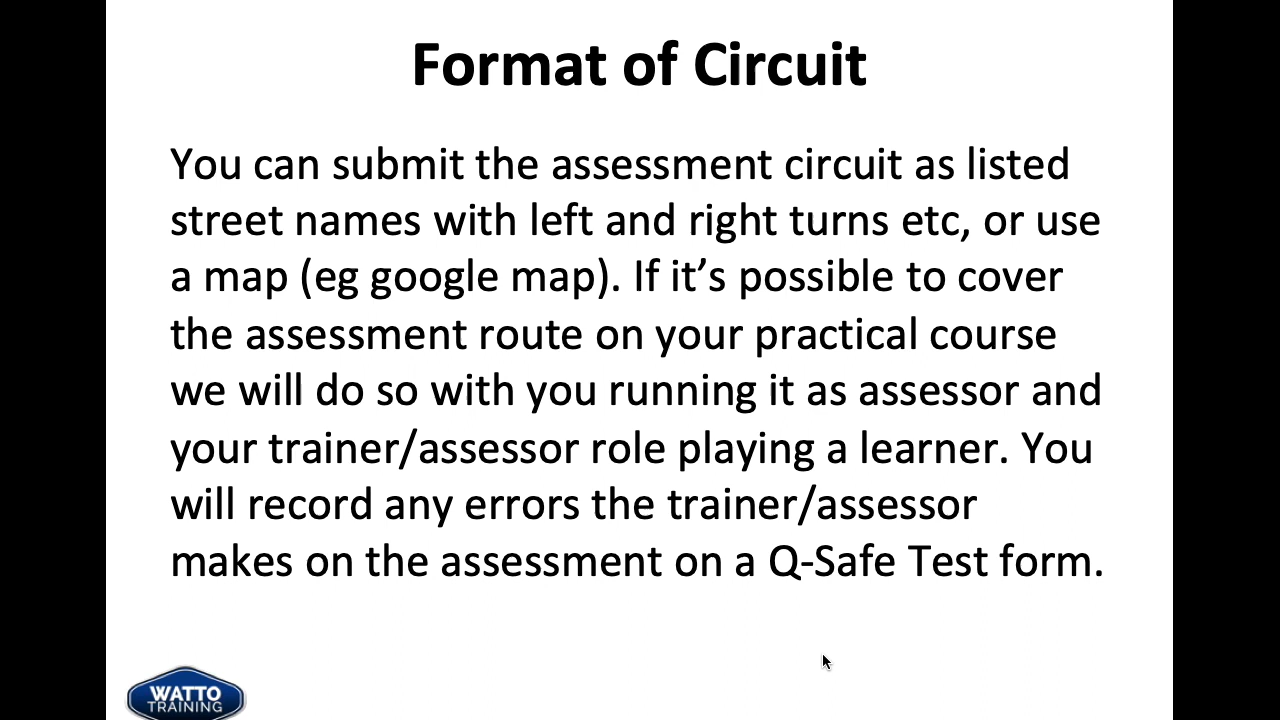 Format of Circuit
You can submit the assessment circuit as listed
street names with left and right turns etc, or use
a map (eg google map). If it’s possible to cover
the assessment route on your practical course
we will do so with you running it as assessor and
your trainer/assessor role playing a learner. You
will record any errors the trainer/assessor
makes on the assessment on a Q-Safe Test form.
WATTO
TRAINING